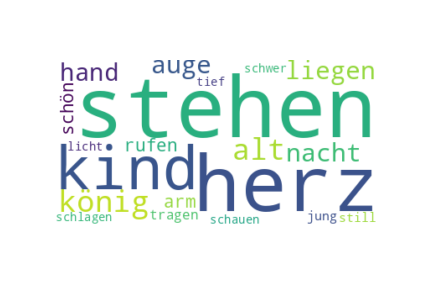 hand auge schwer liegen
schön stehen tief
licht rufen alt nacht
kind herz
könig arm
schlagen tragen schauen jung still